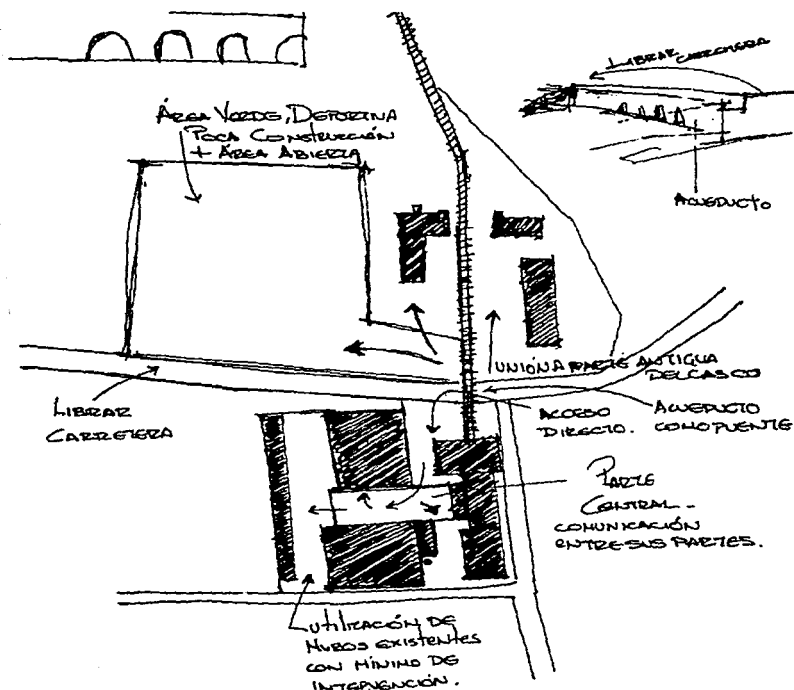 LIBRAR CARRETERA
ÁREA VERDE, DEPORTIVA
POCA CONSTRUCCIÓN
+ ÁREA ABIERTA
ACUEDUCTO
UNIÓN A PARTE ANTIGUA
DEL CASCO
LIBRAR
CARRETERA
ACCESO
DIRECTO.
ACUEDUCTO
COMO PUENTE
PARTE
CENTRAL -
COMUNICACIÓN
ENTRE SUS PARTES.
UTILIZACIÓN DE
MUROS EXISTENTES
CON MÍNIMO DE
INTERVENCIÓN.